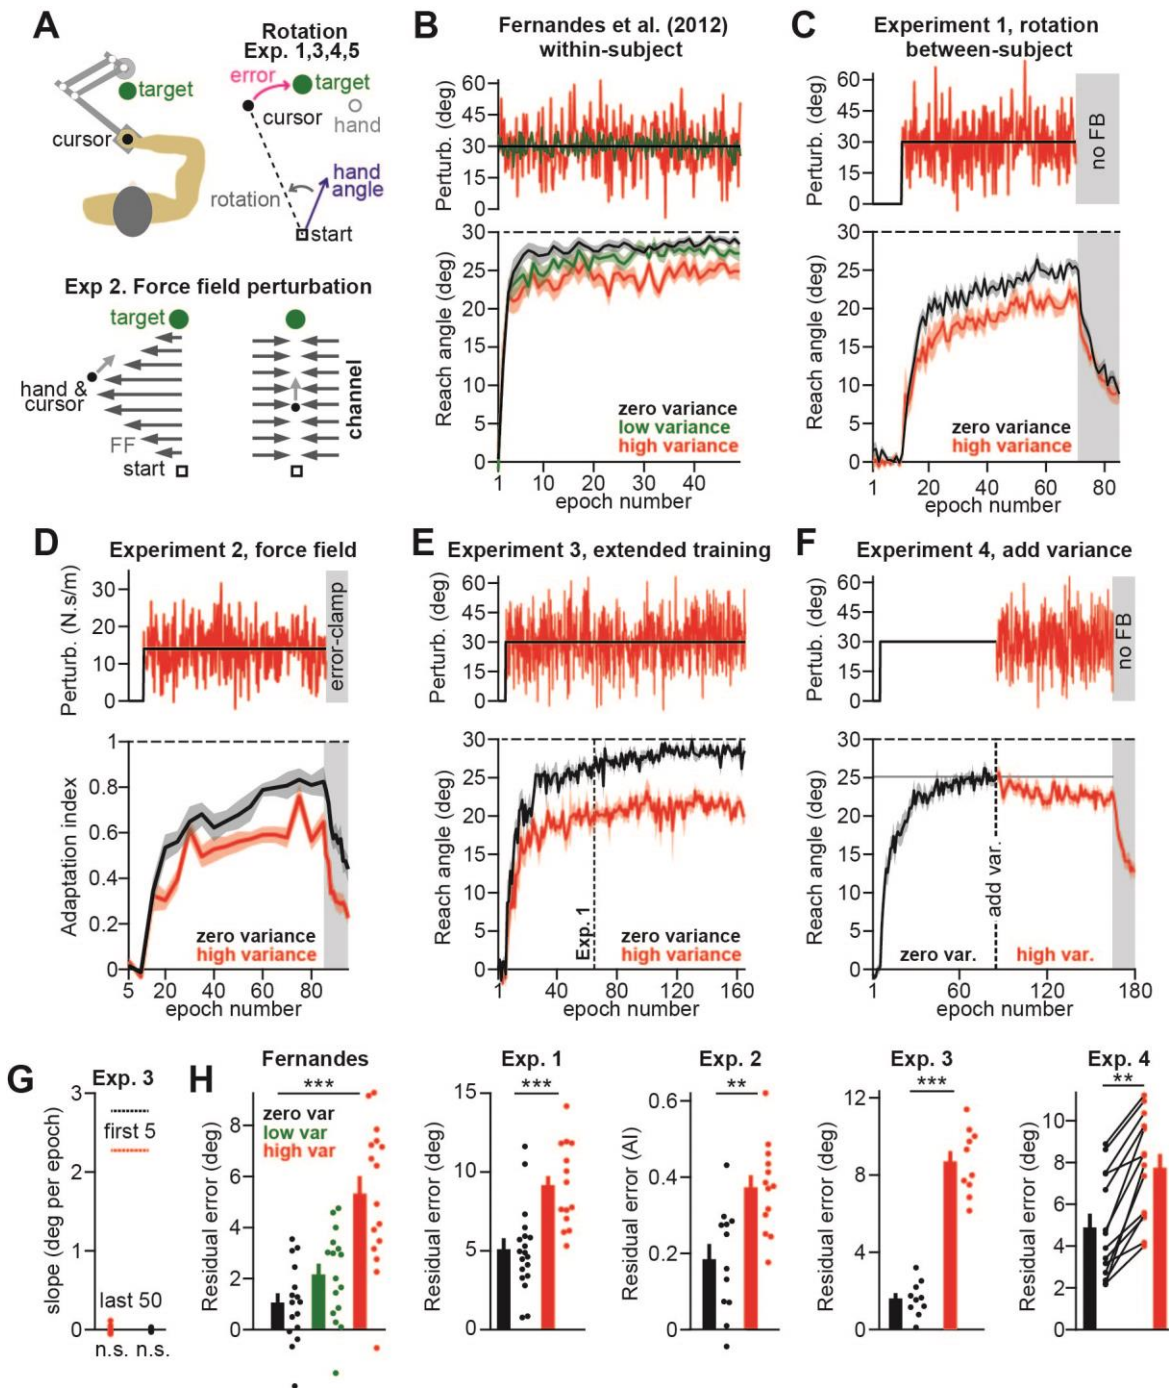 A
target
cursor
Rotation
Exp. 1,3,4,5
error
target
cursor
hand
hand
angle
rotation
start
Exp 2. Force field perturbation
target
hand &
cursor
FF
start
channel
B
Fernandes et al. (2012)
within-subject
Perturb. (deg)
60
45
30
15
0
Reach angle (deg)
30
25
20
15
10
5
0
zero variance
low variance
high variance
1 10 20 30 40
epoch number
C
Experiment 1, rotation
between-subject
Perturb. (deg)
60
45
30
15
0
no FB
Reach angle (deg)
30
25
20
15
10
5
0
zero variance
high variance
1 20 40 60 80
epoch number
D
Experiment 2, force field
Perturb. (N.s/m)
30
20
10
0
error-clamp
Adaptation index
1
0.8
0.6
0.4
0.2
0
zero variance
high variance
5 20 40 60 80
epoch number
E
Experiment 3, extended training
Perturb. (deg)
60
45
30
15
0
Reach angle (deg)
30
25
20
15
10
5
0
Exp. 1
zero variance
high variance
1 40 80 120 160
epoch number
F
Experiment 4, add variance
Pertub. (deg)
60
45
30
15
0
no FB
Reach angle (deg)
30
25
20
15
10
5
0
add var.
zero var.
high var.
1 60 120 180
epoch number
G
Exp. 3
slope (deg per epoch)
3
2
1
0
first 5
last 50
n.s. n.s.
H
Fernandes
***
zero var
low var
high var
Residual error (deg)
8
6
4
2
0
Exp. 1
***
Residual error (deg)
15
10
5
0
Exp. 2
**
Residual error (AI)
0.6
0.4
0.2
0
Exp. 3
***
Residual error (deg)
12
9
6
3
0
Exp. 4
**
Residual error (deg)
10
8
6
4
2
0